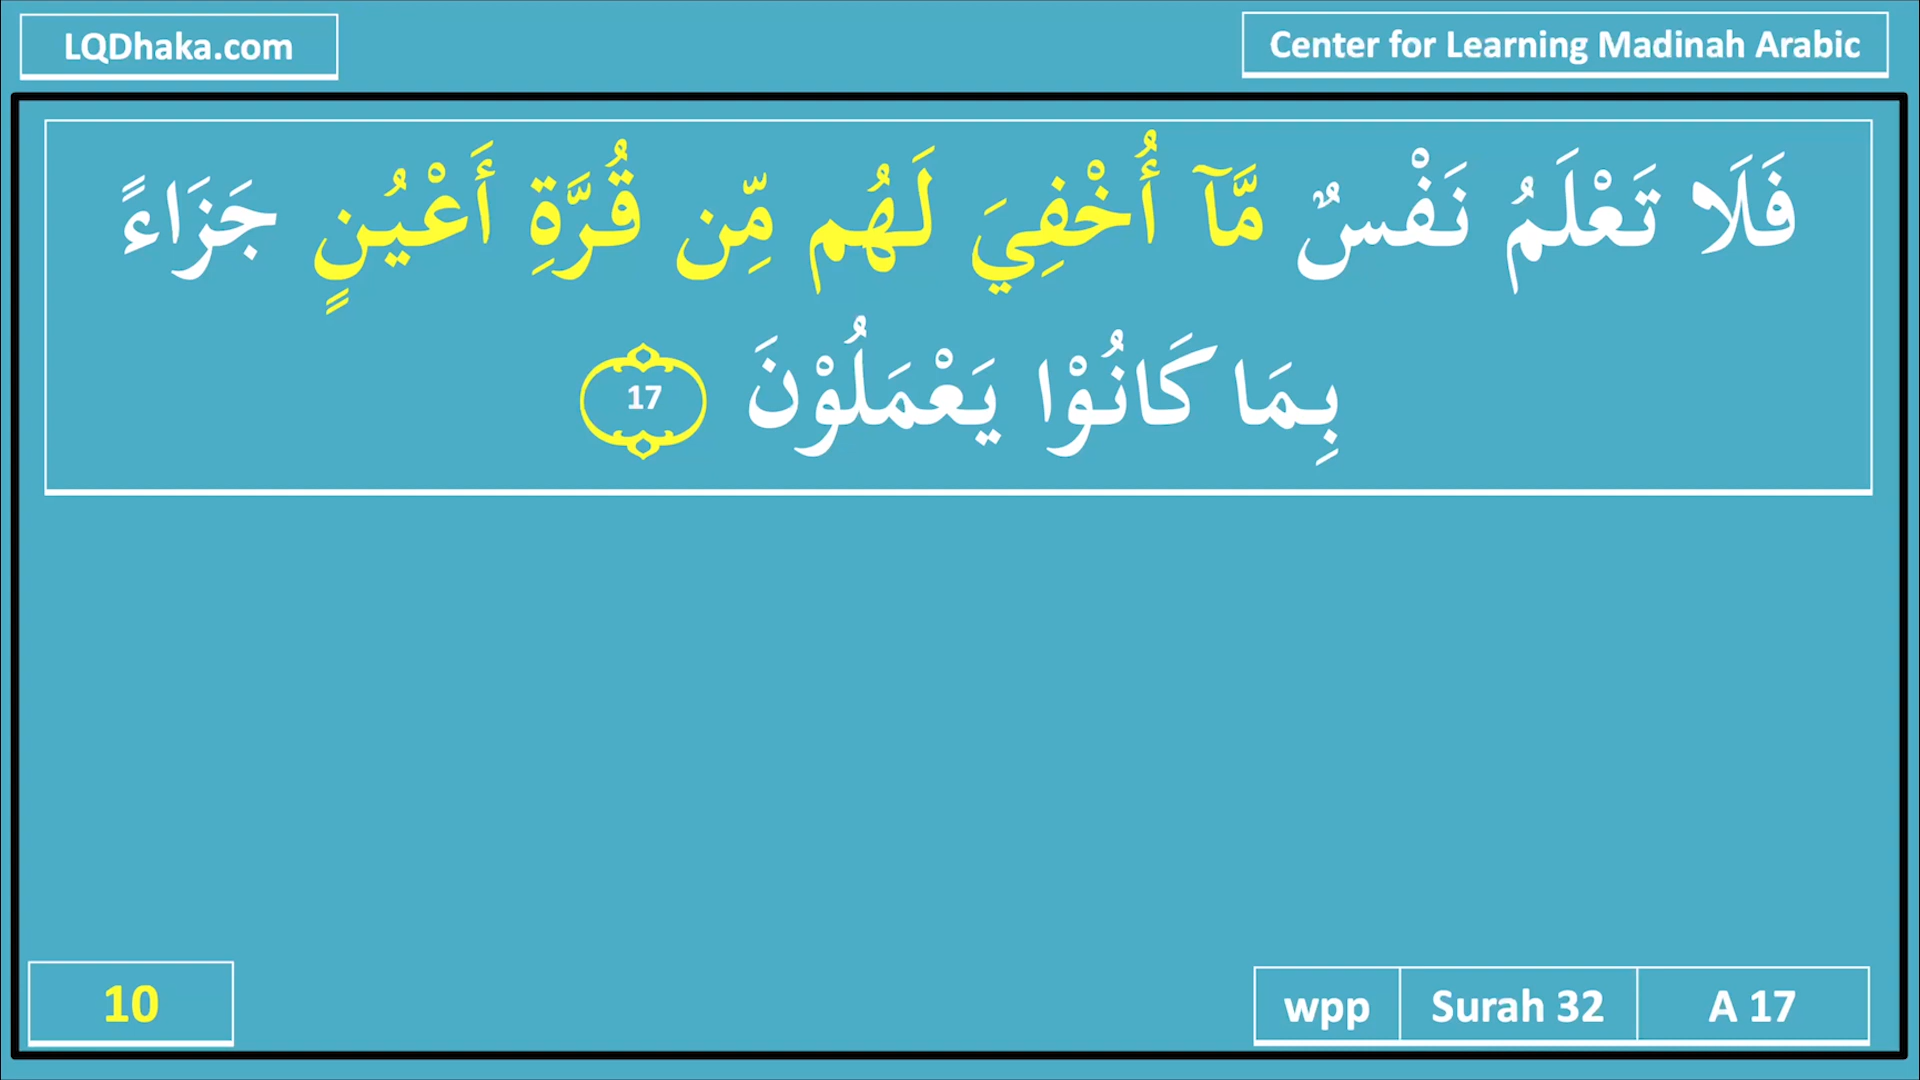 LQDhaka.com
Center for Learning Madinah Arabic
فَلَا تَعْلَمُ نَفْسٌ مَّآ أُخْفِيَ لَهُم مِّن قُرَّةِ أَعْيُنٍ جَزَاءً
بِمَا كَانُوْا يَعْمَلُوْنَ 17
10
wpp Surah 32 A 17